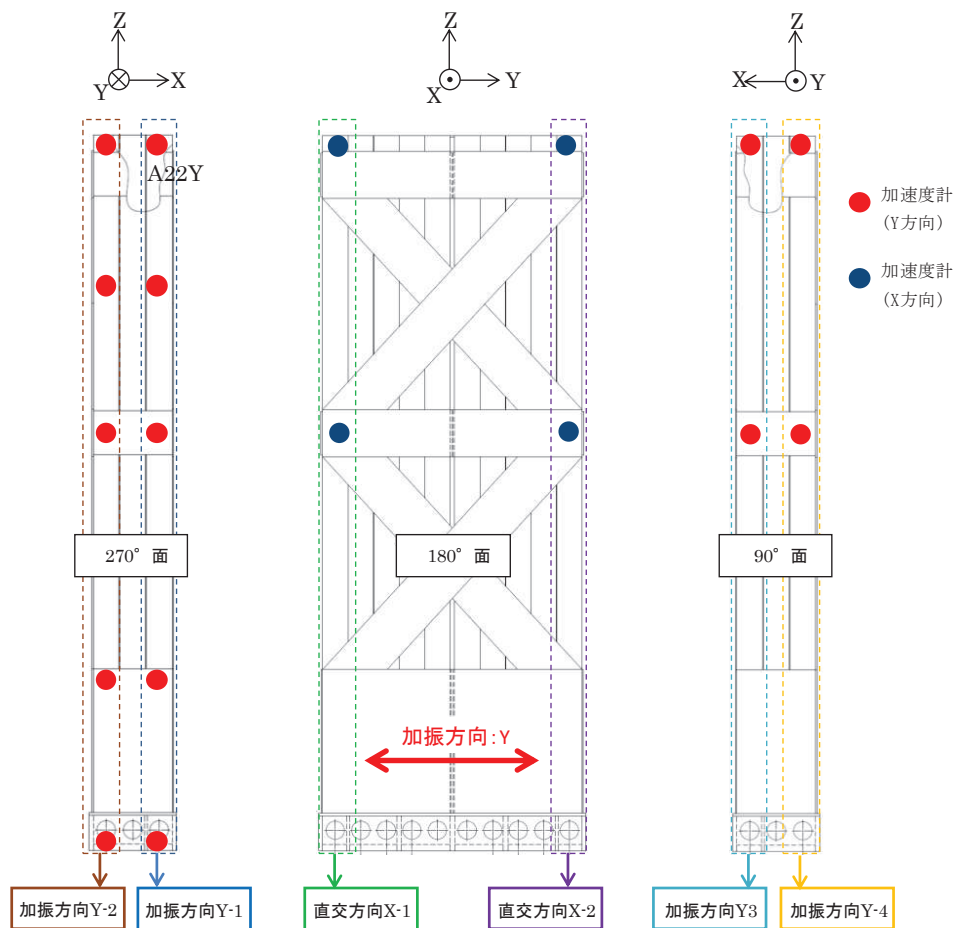 Z
Y
X
Z
X
Y
Z
X
Y
A22Y
加速度計
(Y方向)
加速度計
(X方向)
270° 面
180° 面
90° 面
加振方向:Y
加振方向Y-2
加振方向Y-1
直交方向X-1
直交方向X-2
加振方向Y3
加振方向Y-4